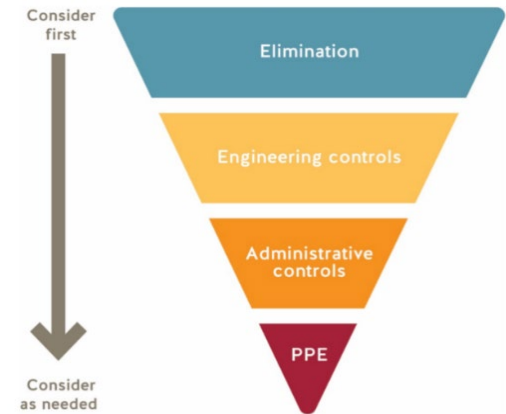 Consider
first
Elimination
Engineering controls
Administrative
controls
PPE
Consider
as needed